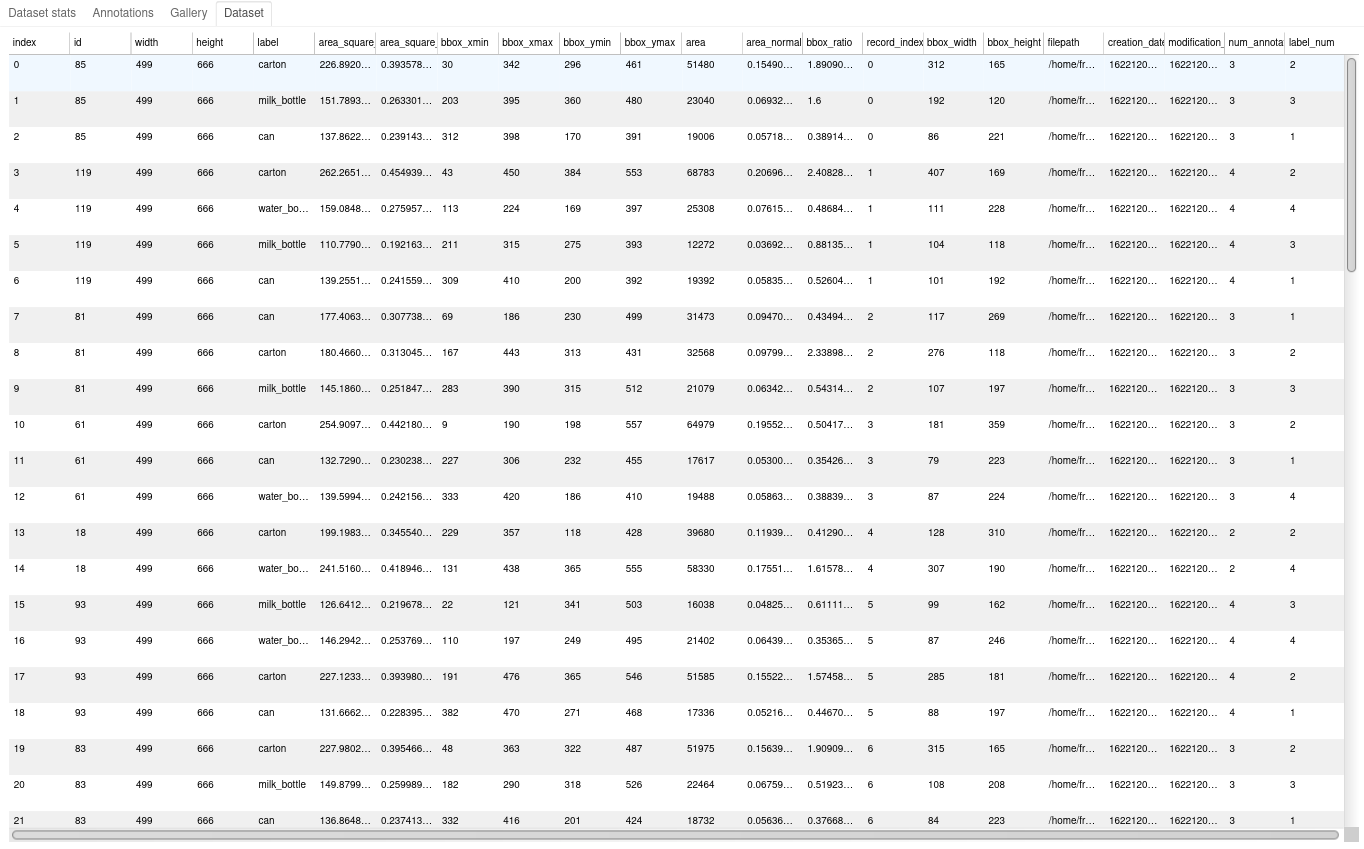 Dataset stats Annotations Gallery Dataset
index id width height label area_square_ area_square_ bbox_xmin bbox_xmax bbox_ymin bbox_ymax area area_normal bbox_ratio record_index bbox_width bbox_height filepath creation_date modification_ num_annotat label_num
0 85 499 666 carton 226.8920... 0.393578... 30 342 296 461 51480 0.15490... 1.89090... 0 312 165 /home/fr... 1622120... 1622120... 3 2
1 85 499 666 milk_bottle 151.7893... 0.263301... 203 395 360 480 23040 0.06932... 1.6 0 192 120 /home/fr... 1622120... 1622120... 3 3
2 85 499 666 can 137.8622... 0.239143... 312 398 170 391 19006 0.05718... 0.38914... 0 86 221 /home/fr... 1622120... 1622120... 3 1
3 119 499 666 carton 262.2651... 0.454939... 43 450 384 553 68783 0.20696... 2.40828... 1 407 169 /home/fr... 1622120... 1622120... 4 2
4 119 499 666 water_bo... 159.0848... 0.275957... 113 224 169 397 25308 0.07615... 0.48684... 1 111 228 /home/fr... 1622120... 1622120... 4 4
5 119 499 666 milk_bottle 110.7790... 0.192163... 211 315 275 393 12272 0.03692... 0.88135... 1 104 118 /home/fr... 1622120... 1622120... 4 3
6 119 499 666 can 139.2551... 0.241559... 309 410 200 392 19392 0.05835... 0.52604... 1 101 192 /home/fr... 1622120... 1622120... 4 1
7 81 499 666 can 177.4063... 0.307738... 69 186 230 499 31473 0.09470... 0.43494... 2 117 269 /home/fr... 1622120... 1622120... 3 1
8 81 499 666 carton 180.4660... 0.313045... 167 443 313 431 32568 0.09799... 2.33898... 2 276 118 /home/fr... 1622120... 1622120... 3 2
9 81 499 666 milk_bottle 145.1860... 0.251847... 283 390 315 512 21079 0.06342... 0.54314... 2 107 197 /home/fr... 1622120... 1622120... 3 3
10 61 499 666 carton 254.9097... 0.442180... 9 190 198 557 64979 0.19552... 0.50417... 3 181 359 /home/fr... 1622120... 1622120... 3 2
11 61 499 666 can 132.7290... 0.230238... 227 306 232 455 17617 0.05300... 0.35426... 3 79 223 /home/fr... 1622120... 1622120... 3 1
12 61 499 666 water_bo... 139.5994... 0.242156... 333 420 186 410 19488 0.05863... 0.38839... 3 87 224 /home/fr... 1622120... 1622120... 3 4
13 18 499 666 carton 199.1983... 0.345540... 229 357 118 428 39680 0.11939... 0.41290... 4 128 310 /home/fr... 1622120... 1622120... 2 2
14 18 499 666 water_bo... 241.5160... 0.418946... 131 438 365 555 58330 0.17551... 1.61578... 4 307 190 /home/fr... 1622120... 1622120... 2 4
15 93 499 666 milk_bottle 126.6412... 0.219678... 22 121 341 503 16038 0.04825... 0.61111... 5 99 162 /home/fr... 1622120... 1622120... 4 3
16 93 499 666 water_bo... 146.2942... 0.253769... 110 197 249 495 21402 0.06439... 0.35365... 5 87 246 /home/fr... 1622120... 1622120... 4 4
17 93 499 666 carton 227.1233... 0.393980... 191 476 365 546 51585 0.15522... 1.57458... 5 285 181 /home/fr... 1622120... 1622120... 4 2
18 93 499 666 can 131.6662... 0.228395... 382 470 271 468 17336 0.05216... 0.44670... 5 88 197 /home/fr... 1622120... 1622120... 4 1
19 83 499 666 carton 227.9802... 0.395466... 48 363 322 487 51975 0.15639... 1.90909... 6 315 165 /home/fr... 1622120... 1622120... 3 2
20 83 499 666 milk_bottle 149.8799... 0.259989... 182 290 318 526 22464 0.06759... 0.51923... 6 108 208 /home/fr... 1622120... 1622120... 3 3
21 83 499 666 can 136.8648... 0.237413... 332 416 201 424 18732 0.05636... 0.37668... 6 84 223 /home/fr... 1622120... 1622120... 3 1